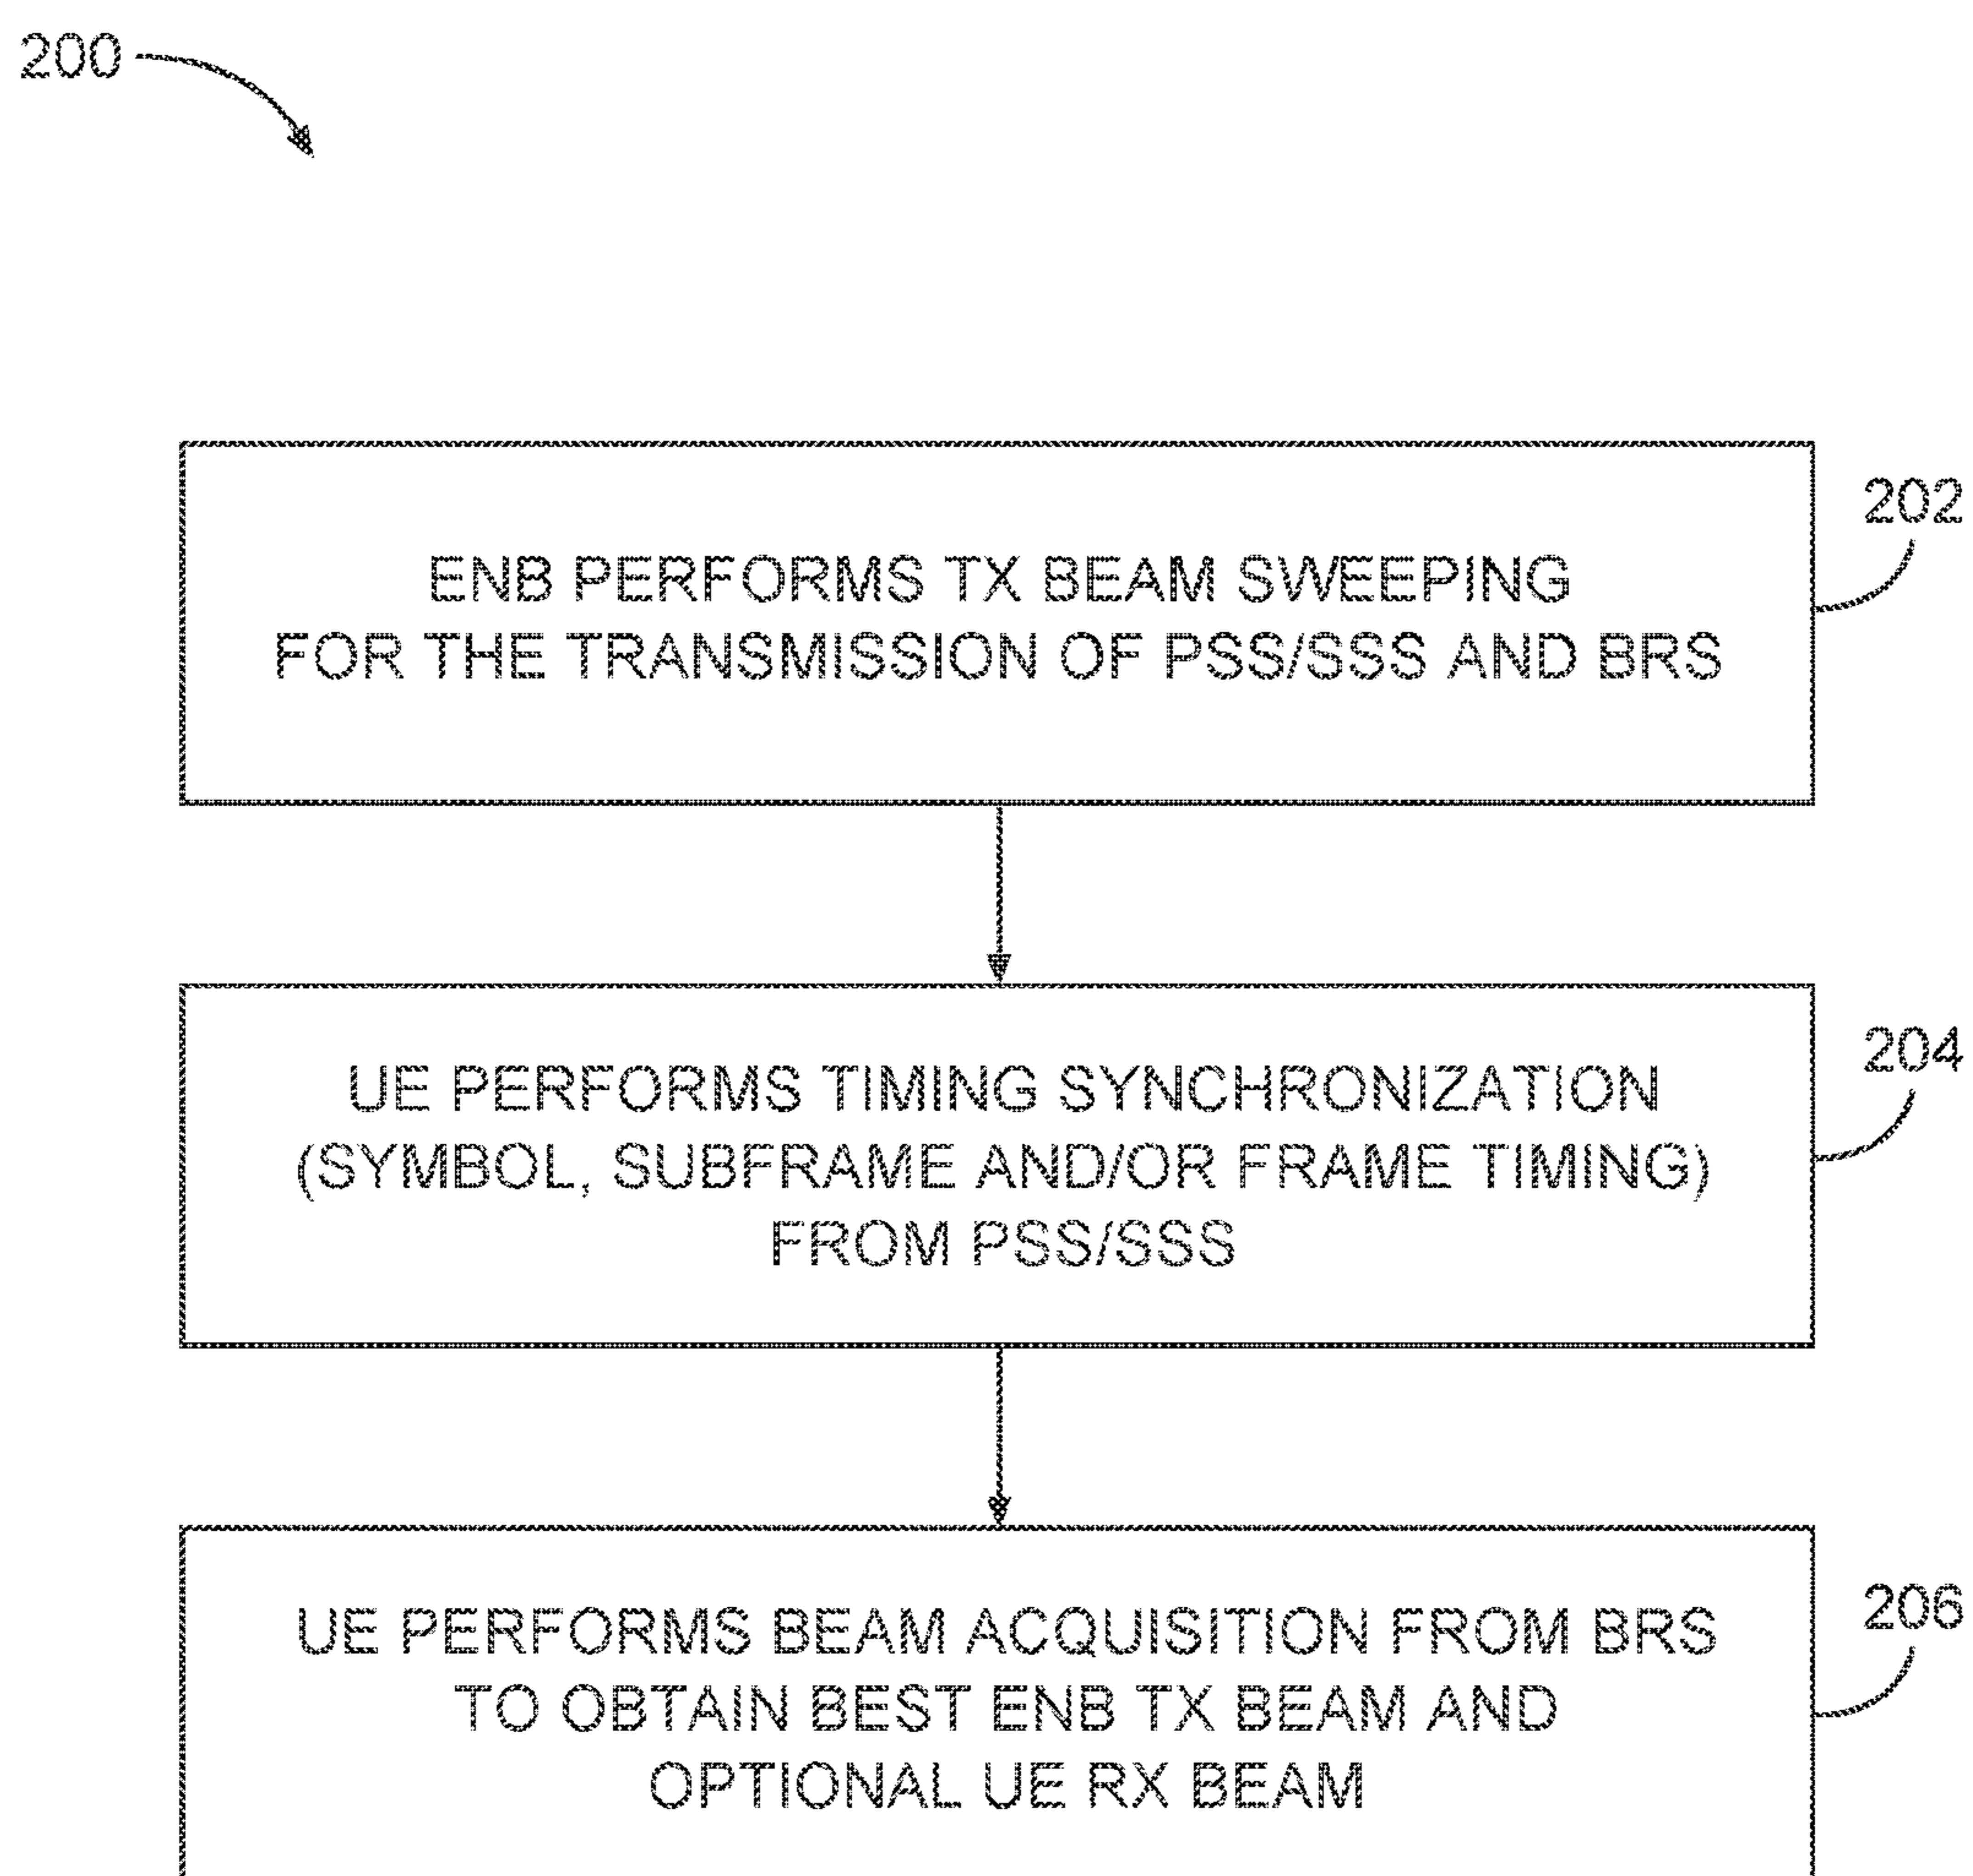 200
202
ENB PERFORMS TX BEAM SWEEPING
FOR THE TRANSMISSION OF PSS/SSS AND BRS
204
UE PERFORMS TIMING SYNCHRONIZATION
(SYMBOL, SUBFRAME AND/OR FRAME TIMING)
FROM PSS/SSS
206
UE PERFORMS BEAM ACQUISITION FROM BRS
TO OBTAIN BEST ENB TX BEAM AND
OPTIONAL UE RX BEAM